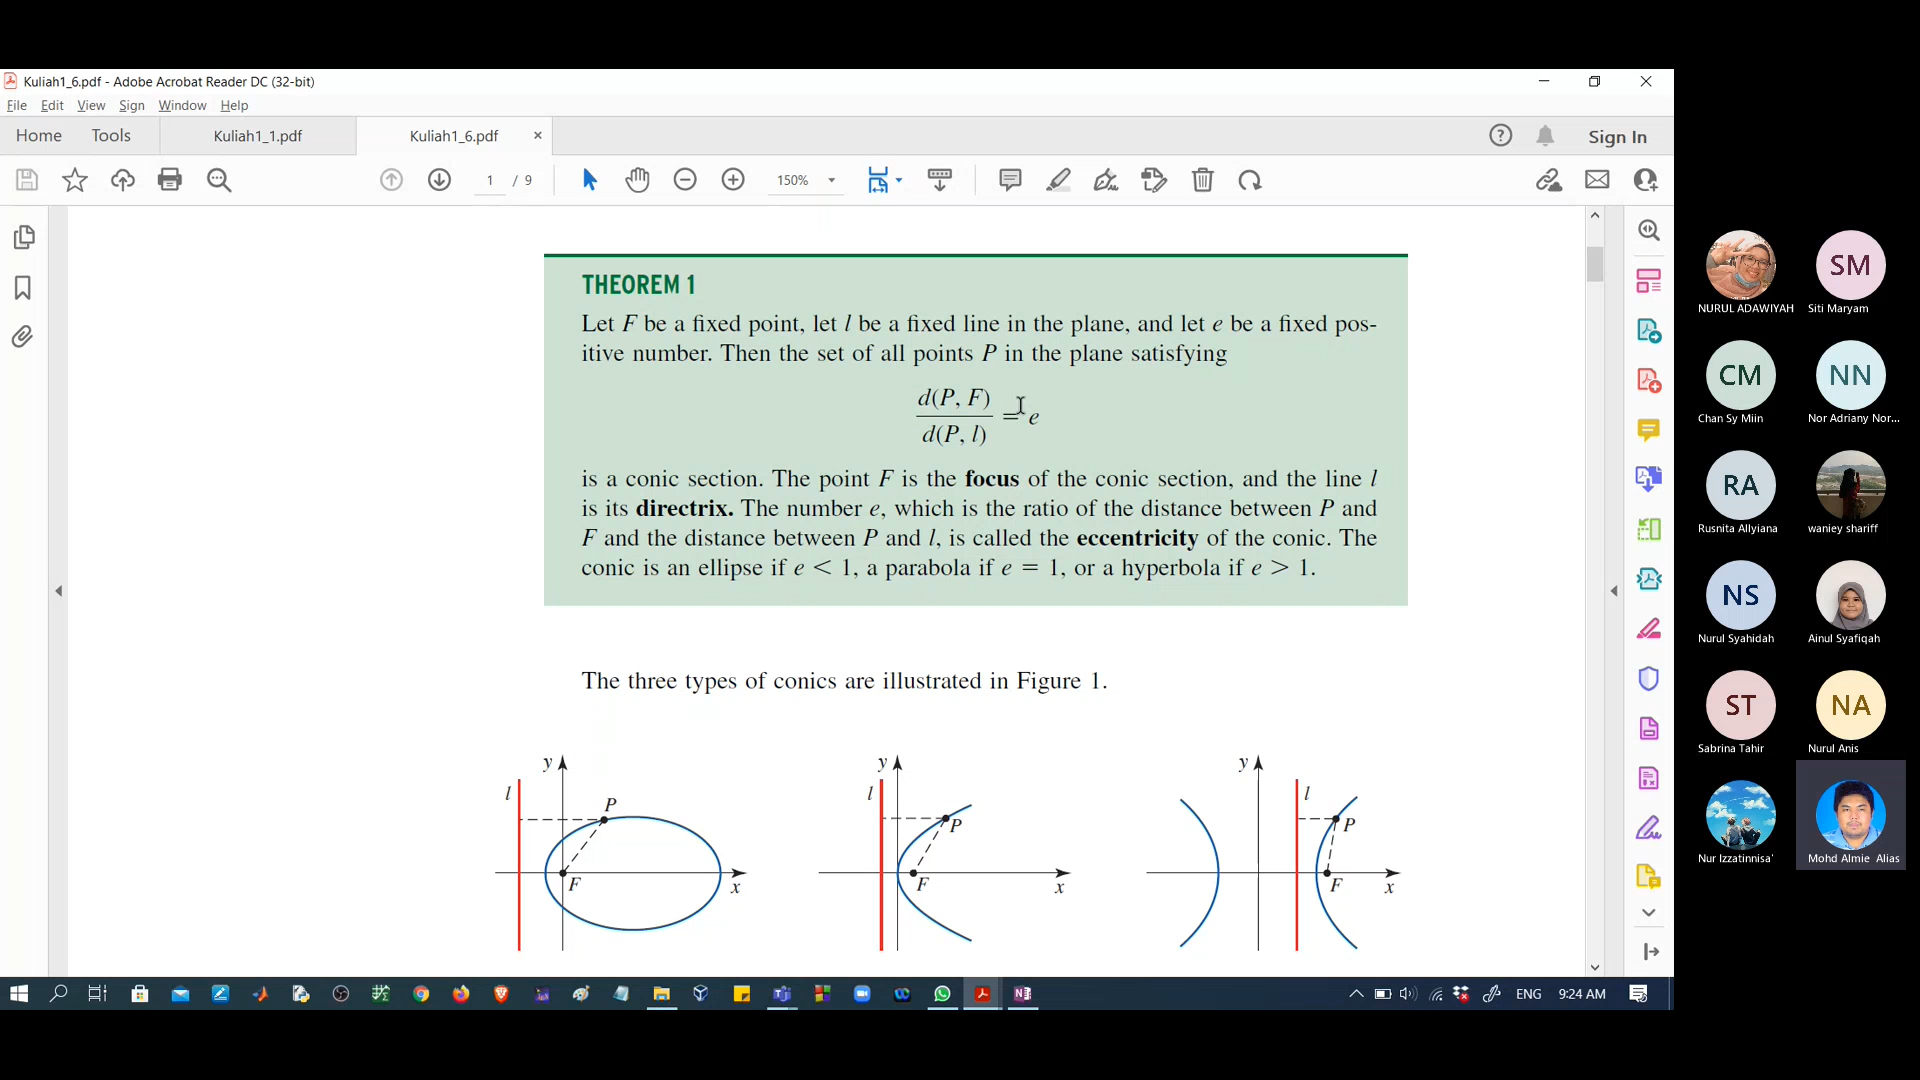 Kuliah1_6.pdf - Adobe Acrobat Reader DC (32-bit)
File Edit View Sign Window Help
Home Tools Kuliah1_1.pdf Kuliah1_6.pdf × Sign In
1 / 9 150%
THEOREM 1
Let F be a fixed point, let l be a fixed line in the plane, and let e be a fixed pos-
itive number. Then the set of all points P in the plane satisfying
d(P, F)
= e
d(P, l)
is a conic section. The point F is the focus of the conic section, and the line l
is its directrix. The number e, which is the ratio of the distance between P and
F and the distance between P and l, is called the eccentricity of the conic. The
conic is an ellipse if e < 1, a parabola if e = 1, or a hyperbola if e > 1.
The three types of conics are illustrated in Figure 1.
y y y
l l l
P P P
F x F x F x
SM
NURUL ADAWIYAH Siti Maryam
CM NN
Chan Sy Miin Nor Adriany Nor...
RA
Rusnita Allyiana waniey shariff
NS
Nurul Syahidah Ainul Syafiqah
ST NA
Sabrina Tahir Nurul Anis
Nur Izzatinnisa' Mohd Almie Alias
ENG 9:24 AM